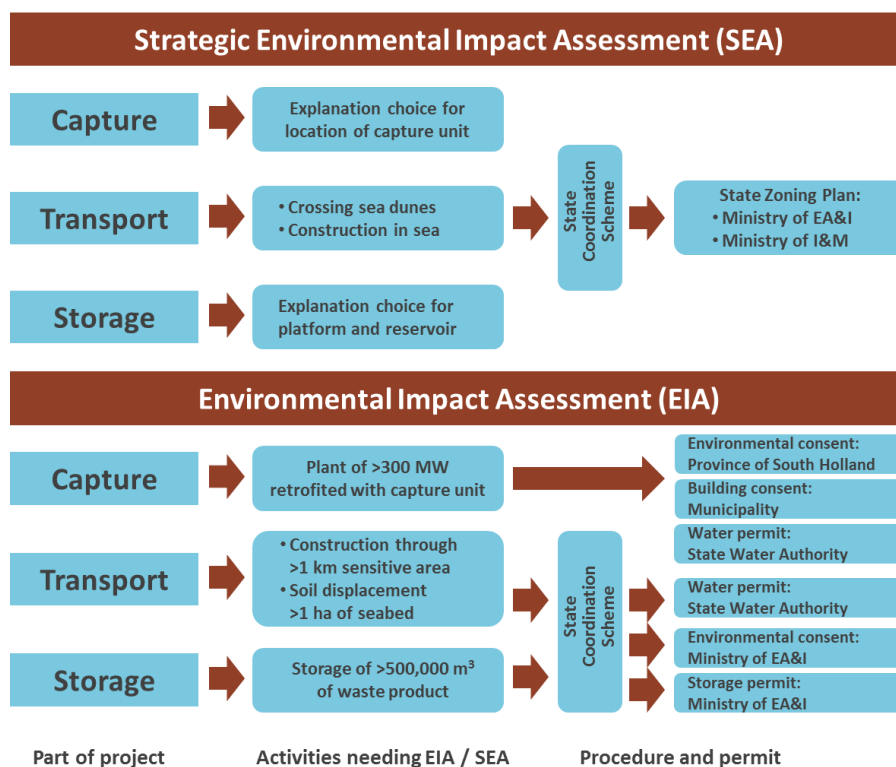 Strategic Environmental Impact Assessment (SEA)
Capture
Explanation choice for
location of capture unit
Transport
• Crossing sea dunes
• Construction in sea
State
Coordination
Scheme
State Zoning Plan:
• Ministry of EA&I
• Ministry of I&M
Storage
Explanation choice for
platform and reservoir
Environmental Impact Assessment (EIA)
Capture
Plant of >300 MW
retrofited with capture unit
Environmental consent:
Province of South Holland
Building consent:
Municipality
Water permit:
State Water Authority
Transport
• Construction through
>1 km sensitive area
• Soil displacement
>1 ha of seabed
State
Coordination
Scheme
Water permit:
State Water Authority
Environmental consent:
Ministry of EA&I
Storage
Storage of >500,000 m³
of waste product
Storage permit:
Ministry of EA&I
Part of project
Activities needing EIA / SEA
Procedure and permit